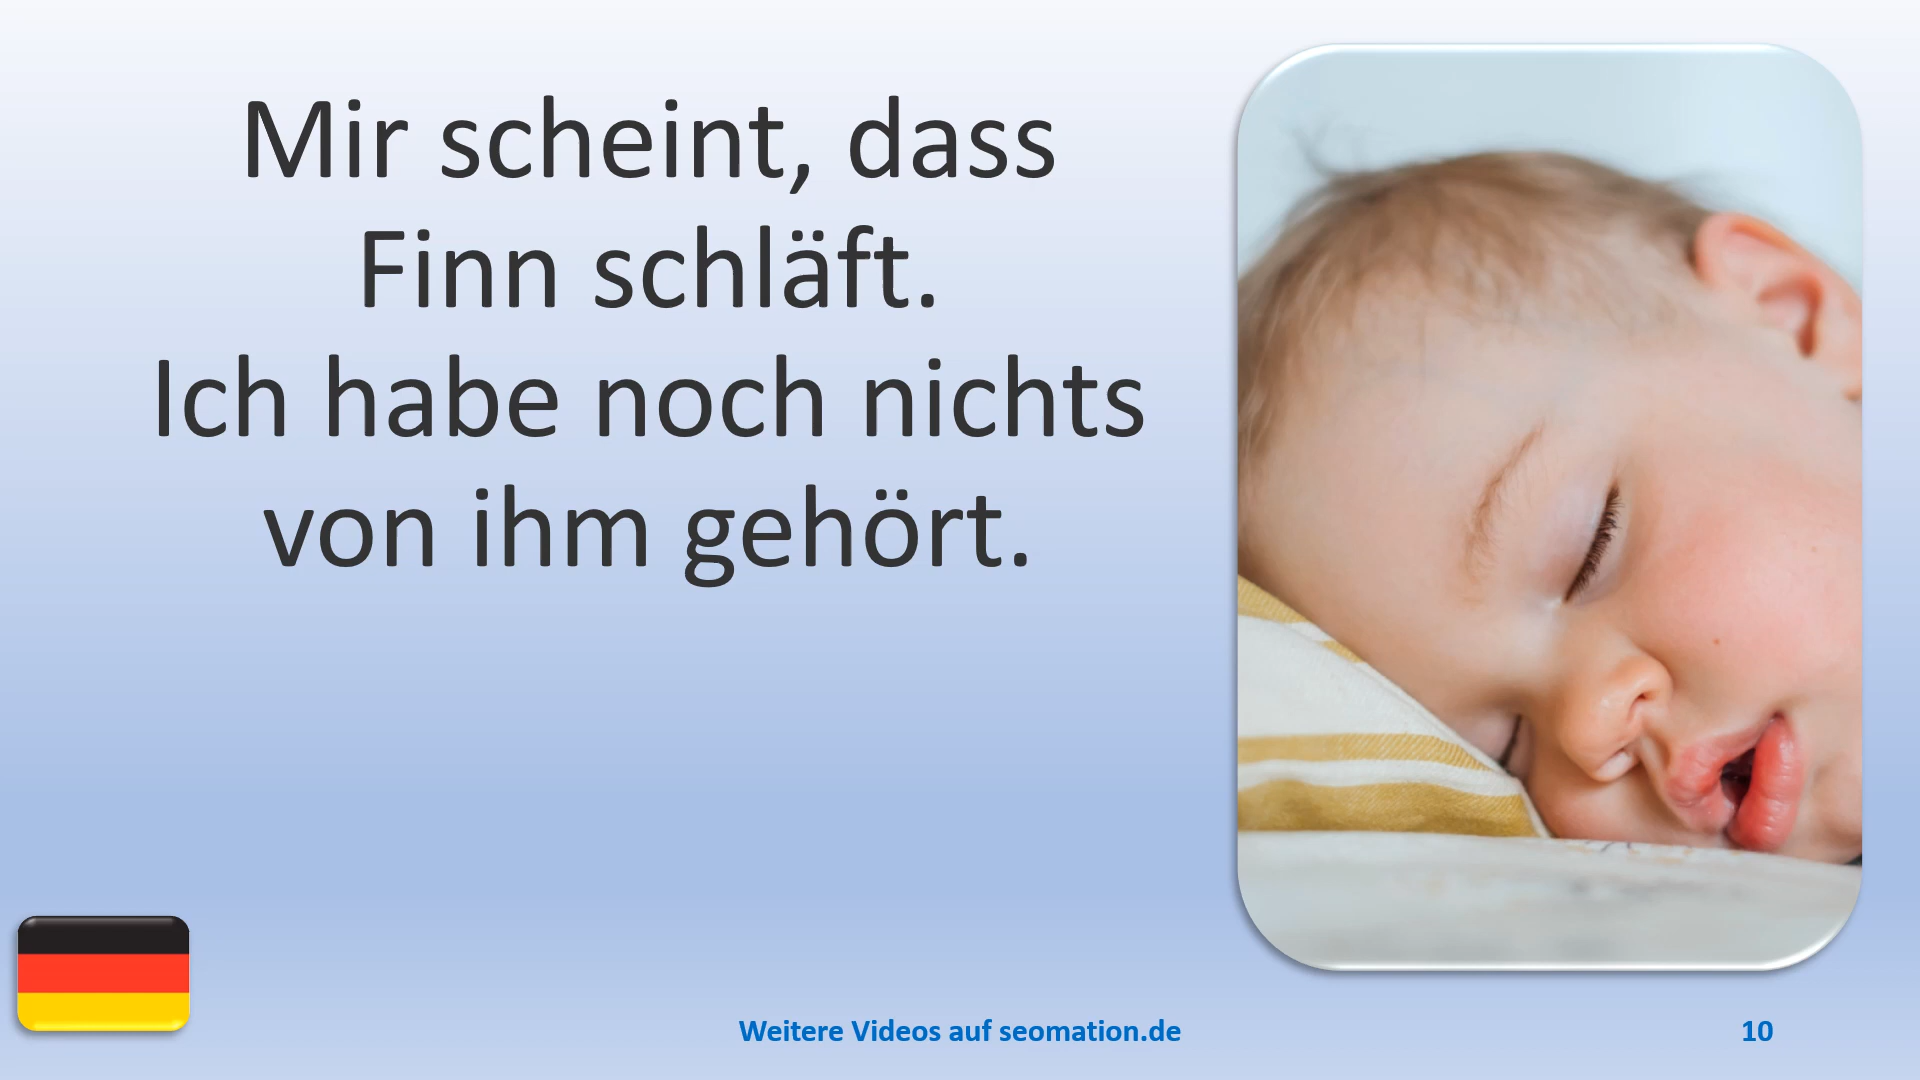 Mir scheint, dass
Finn schläft.
Ich habe noch nichts
von ihm gehört.
Weitere Videos auf seomation.de
10